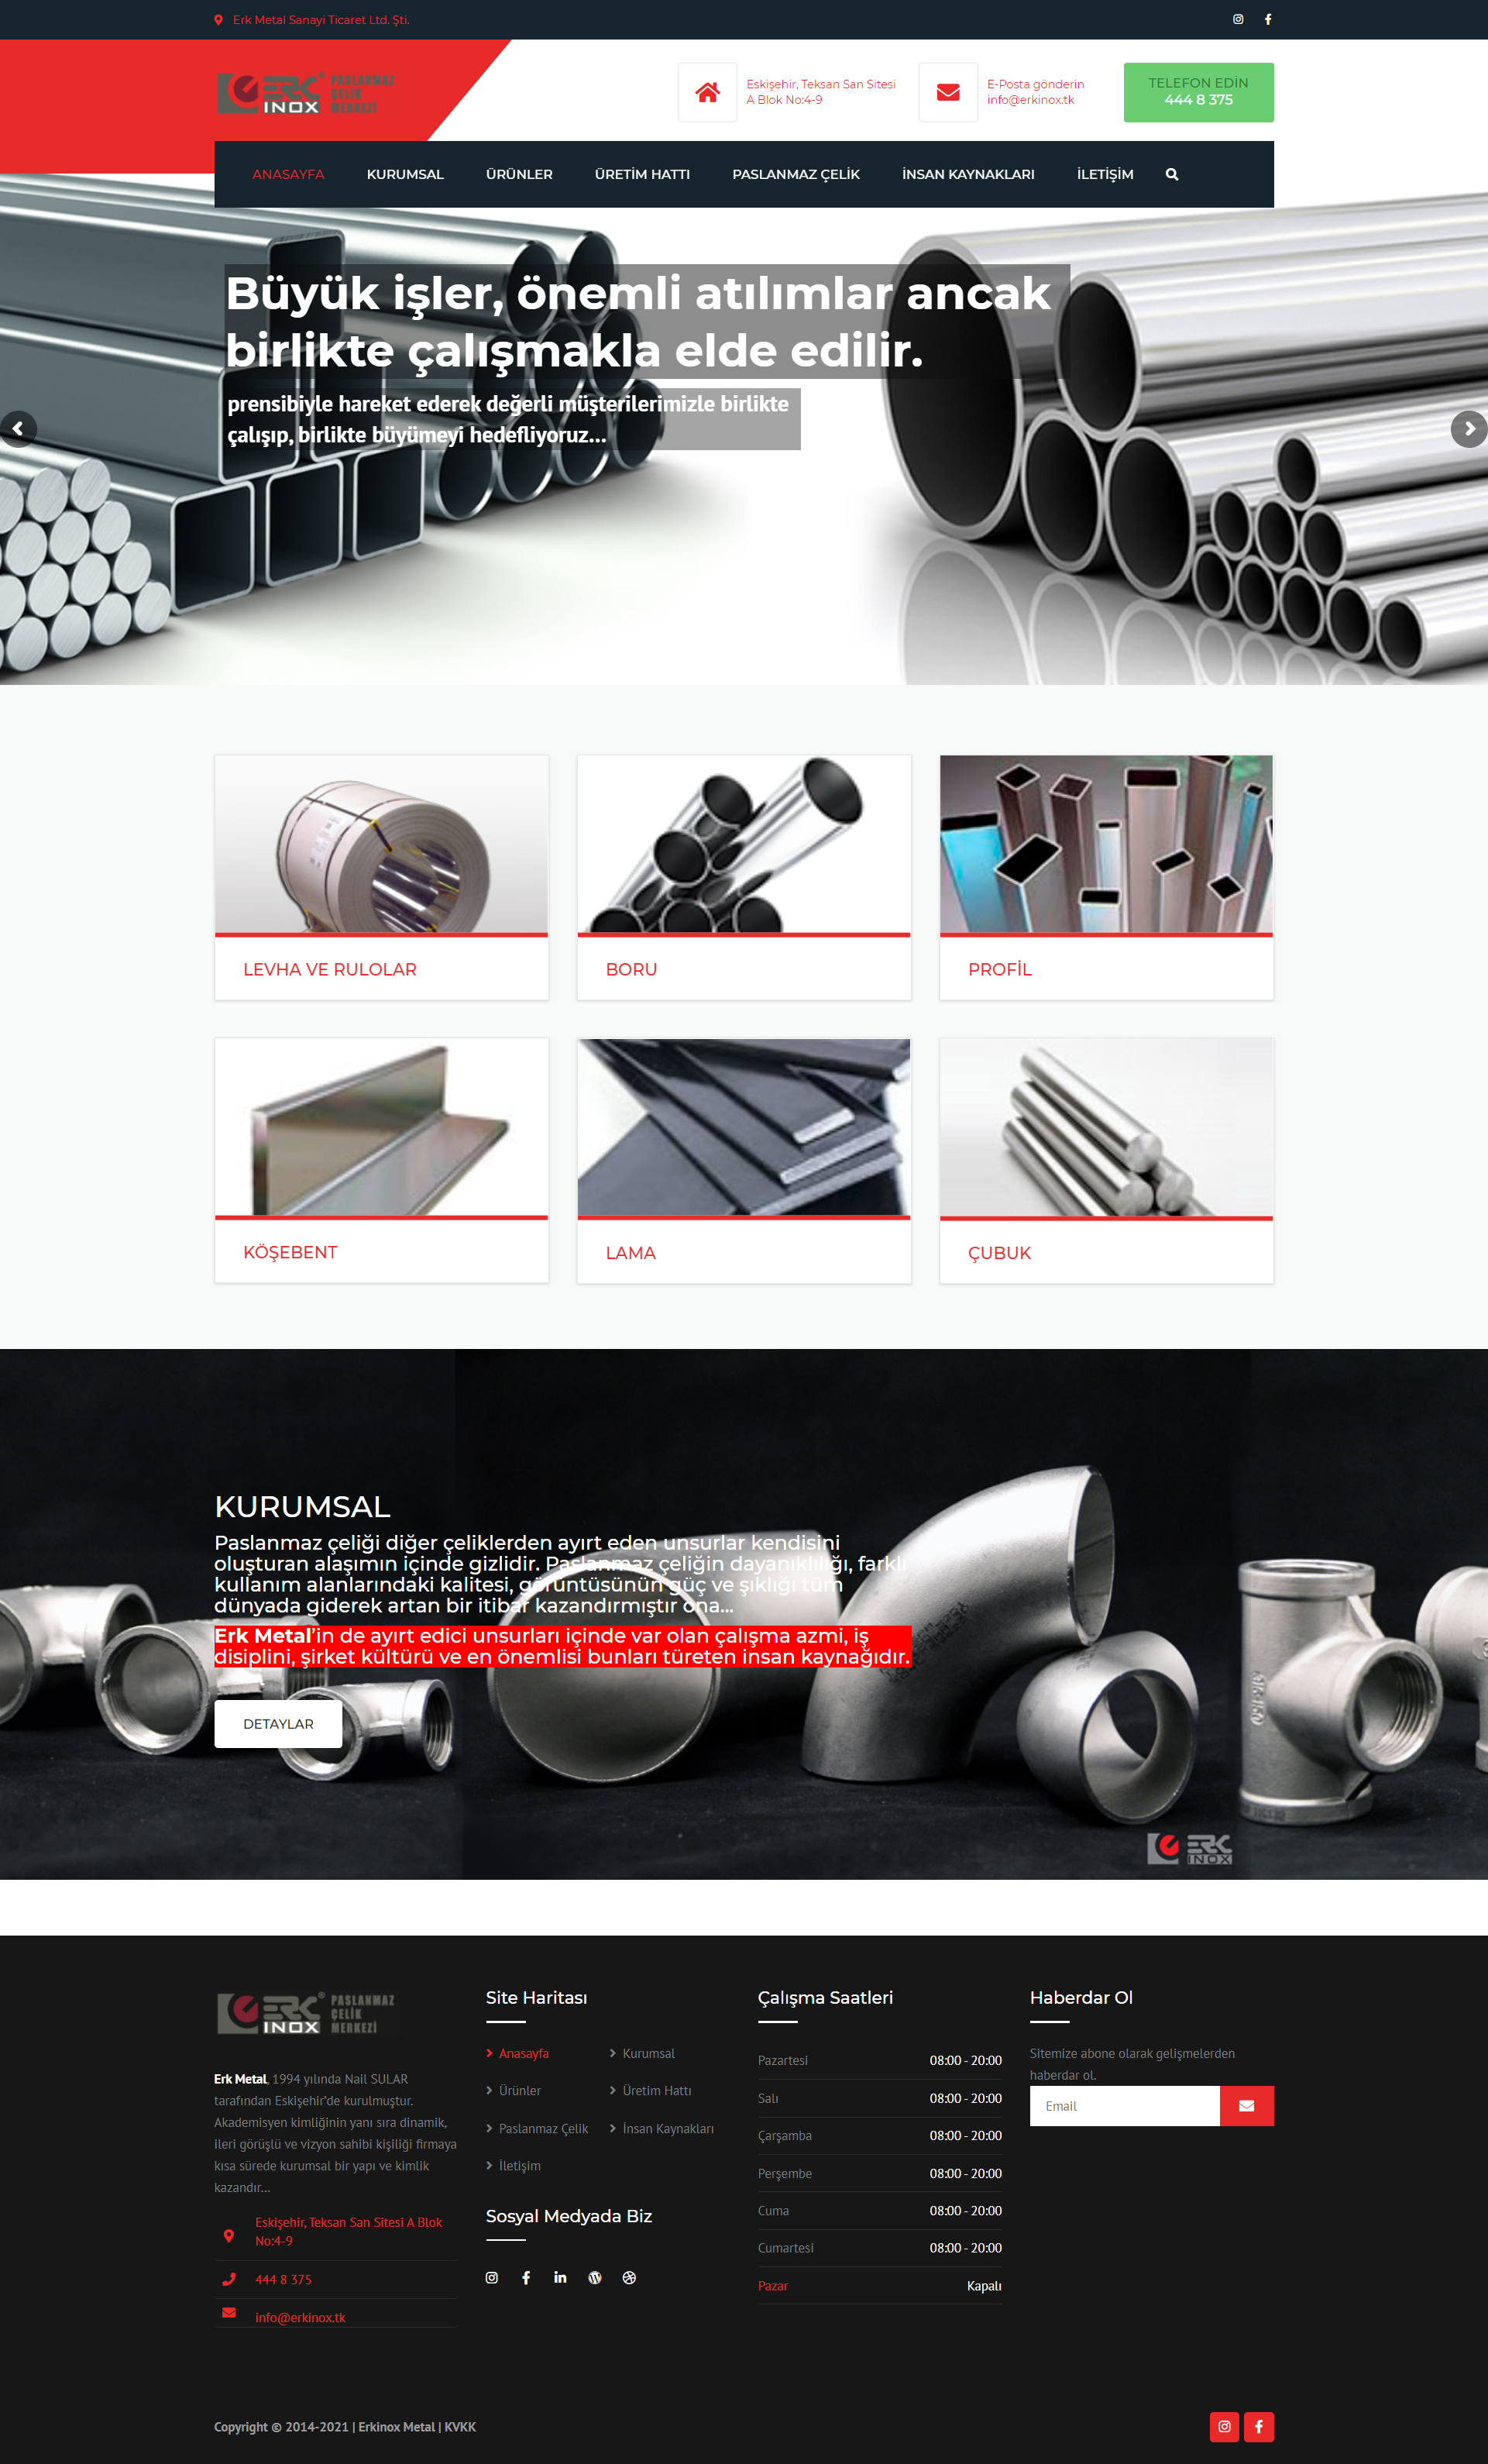 Erk Metal Sanayi Ticaret Ltd. Şti.
ERK INOX
PASLANMAZ
ÇELİK
MERKEZİ
Eskişehir, Teksan San Sitesi
A Blok No:4-9
E-Posta gönderin
info@erkinox.tk
TELEFON EDİN
444 8 375
ANASAYFA KURUMSAL ÜRÜNLER ÜRETİM HATTI PASLANMAZ ÇELİK İNSAN KAYNAKLARI İLETİŞİM
Büyük işler, önemli atılımlar ancak
birlikte çalışmakla elde edilir.
prensibiyle hareket ederek değerli müşterilerimizle birlikte
çalışıp, birlikte büyümeyi hedefliyoruz...
LEVHA VE RULOLAR BORU PROFİL
KÖŞEBENT LAMA ÇUBUK
KURUMSAL
Paslanmaz çeliği diğer çeliklerden ayırt eden unsurlar kendisini
oluşturan alaşımın içinde gizlidir. Paslanmaz çeliğin dayanıklılığı, farklı
kullanım alanlarındaki kalitesi, görüntüsünün güç ve şıklığı tüm
dünyada giderek artan bir itibar kazandırmıştır ona...
Erk Metal'in de ayırt edici unsurları içinde var olan çalışma azmi, iş
disiplini, şirket kültürü ve en önemlisi bunları türeten insan kaynağıdır.
DETAYLAR
ERK INOX
ERK INOX
PASLANMAZ
ÇELİK
MERKEZİ
Erk Metal, 1994 yılında Nail SULAR
tarafından Eskişehir'de kurulmuştur.
Akademisyen kimliğinin yanı sıra dinamik,
ileri görüşlü ve vizyon sahibi kişiliği firmaya
kısa sürede kurumsal bir yapı ve kimlik
kazandır...
Eskişehir, Teksan San Sitesi A Blok
No:4-9
444 8 375
info@erkinox.tk
Site Haritası
Anasayfa Kurumsal
Ürünler Üretim Hattı
Paslanmaz Çelik İnsan Kaynakları
İletişim
Sosyal Medyada Biz
Çalışma Saatleri
Pazartesi 08:00 - 20:00
Salı 08:00 - 20:00
Çarşamba 08:00 - 20:00
Perşembe 08:00 - 20:00
Cuma 08:00 - 20:00
Cumartesi 08:00 - 20:00
Pazar Kapalı
Haberdar Ol
Sitemize abone olarak gelişmelerden
haberdar ol.
Email
Copyright © 2014-2021 | Erkinox Metal | KVKK